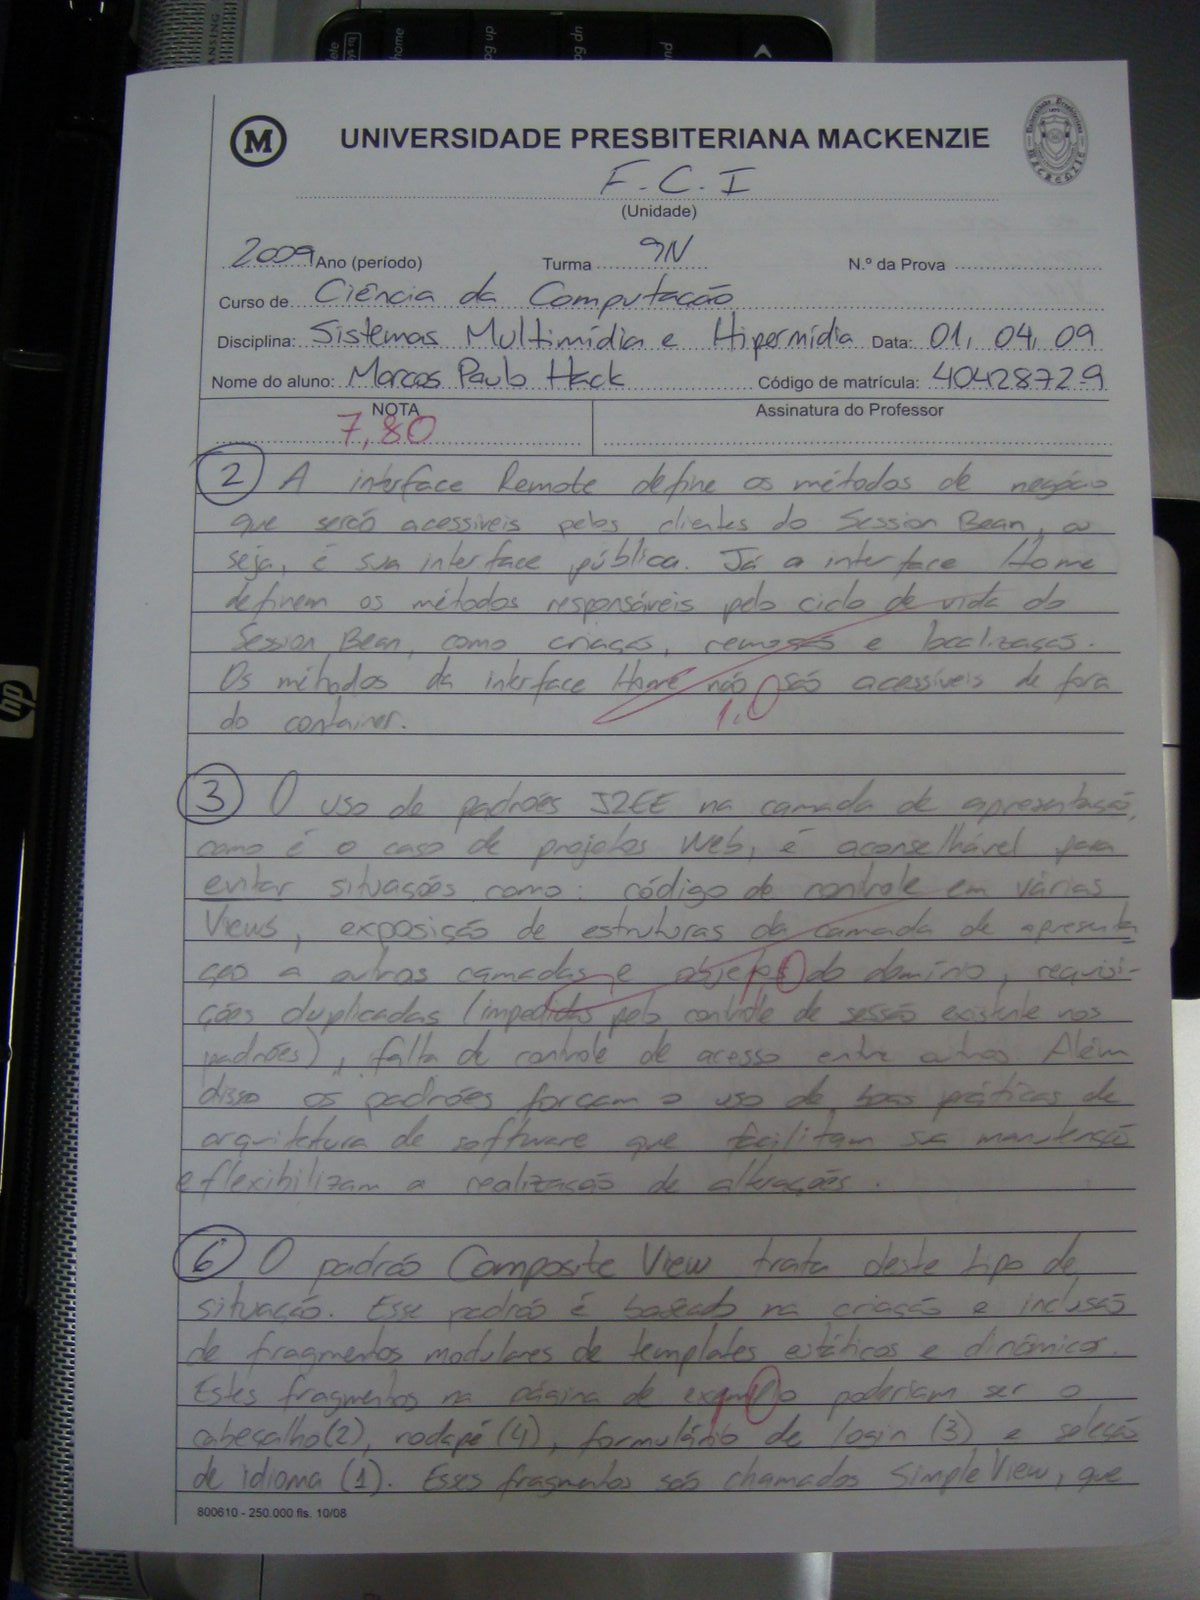 UNIVERSIDADE PRESBITERIANA MACKENZIE
F.C.I
(Unidade)
2009 Ano (período) Turma 9N N.º da Prova
Curso de Ciência da Computação
Disciplina: Sistemas Multimídia e Hipermídia Data: 01, 04, 09
Nome do aluno: Marcos Paulo Hack Código de matrícula: 4042872-9
NOTA Assinatura do Professor
7,80
2 A interface Remote define os métodos de negócio
que serão acessíveis pelos clientes do Session Bean, ou
seja, é sua interface pública. Já a interface Home
definem os métodos responsáveis pelo ciclo de vida do
Session Bean, como criação, remoção e localização.
Os métodos da interface Home não são acessíveis de fora
do container.
1,0
3 O uso de padrões J2EE na camada de apresentação,
como é o caso de projetos Web, é aconselhável para
evitar situações como: código de controle em várias
Views, exposição de estruturas da camada de apresenta-
ção a outras camadas e objetos do domínio, requisi-
ções duplicadas (impedidas pelo controle de sessão existente nos
padrões), falta de controle de acesso entre outros. Além
disso os padrões forçam o uso de boas práticas de
arquitetura de software que facilitam sua manutenção
e flexibilizam a realização de alterações.
6 O padrão Composite View trata deste tipo de
situação. Esse padrão é baseado na criação e inclusão
de fragmentos modulares de templates estáticos e dinâmicos.
Estes fragmentos na página de exemplo poderiam ser o
cabeçalho (2), rodapé (4), formulário de login (3) e seleção
de idioma (1). Esses fragmentos são chamados SimpleView, que
800610 - 250.000 fls. 10/08